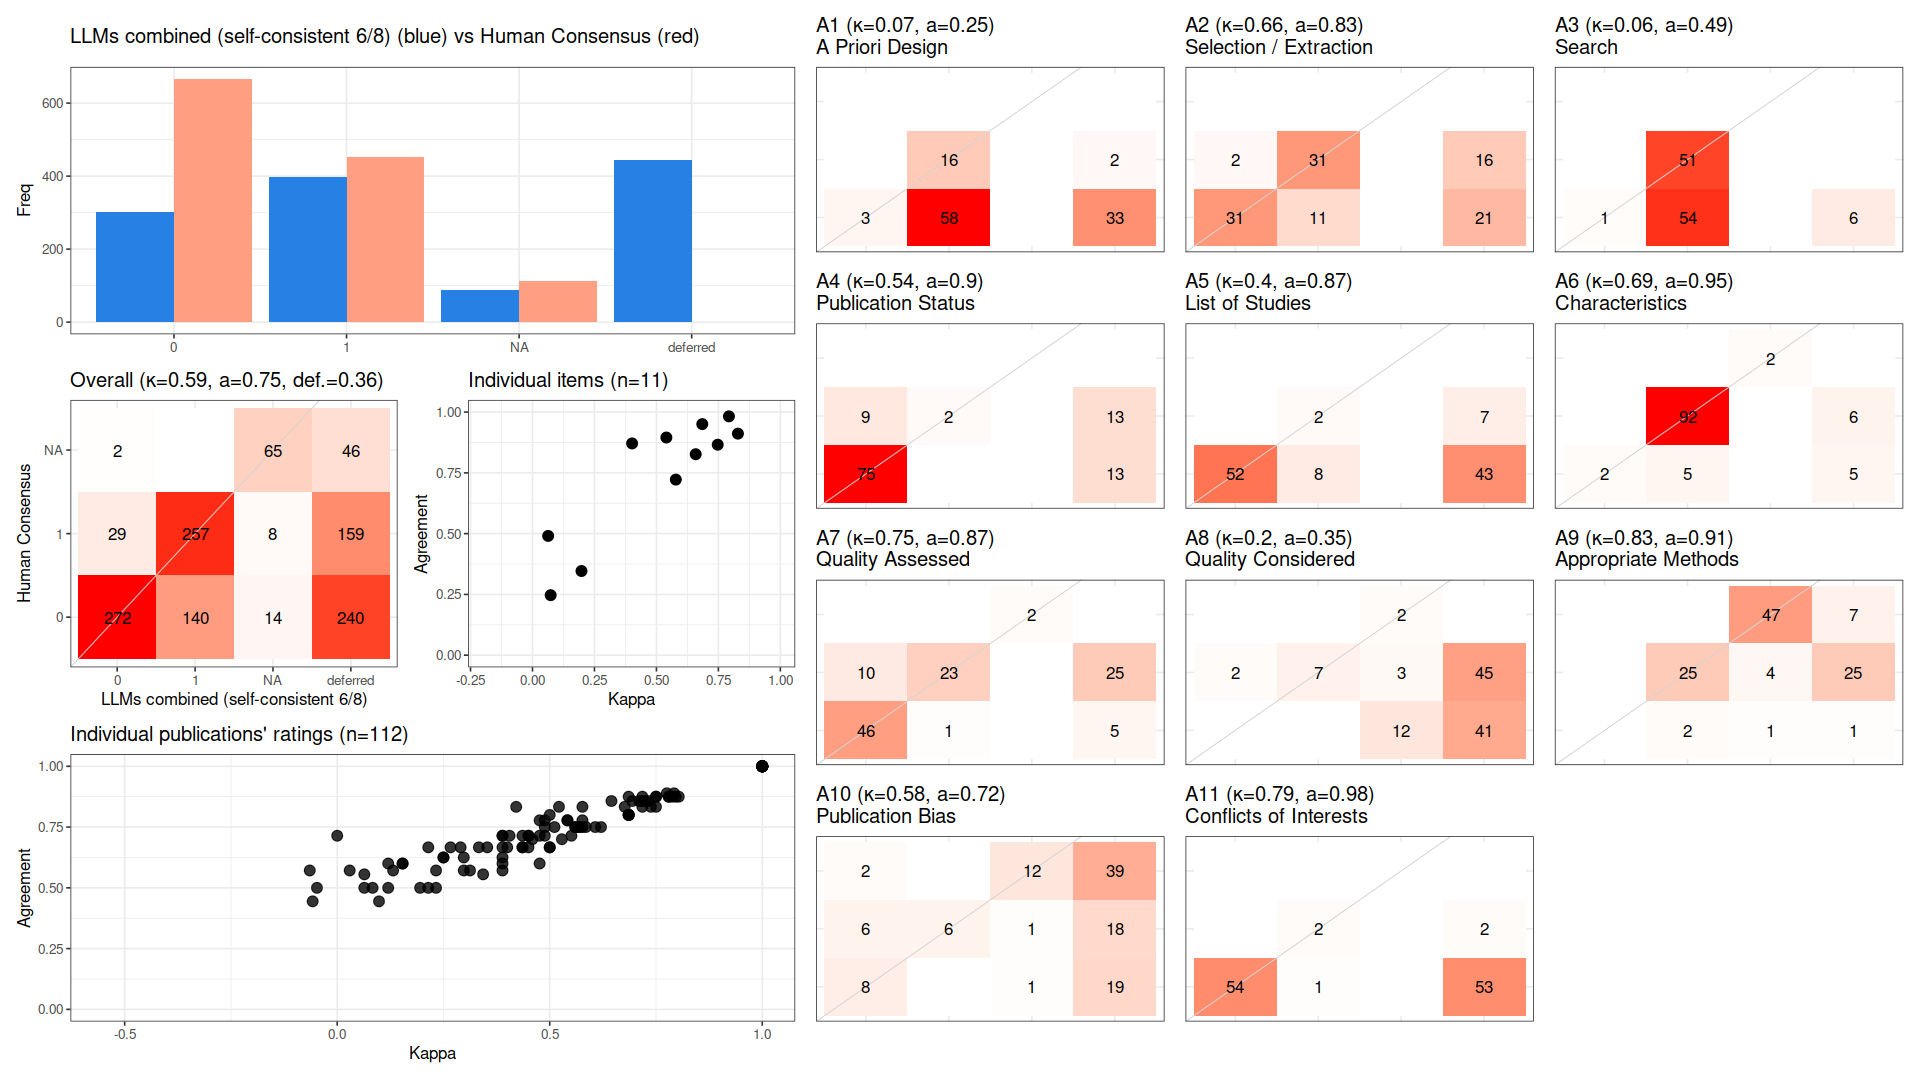 LLMs combined (self-consistent 6/8) (blue) vs Human Consensus (red)
Freq
600
400
200
0
0 1 NA deferred
Overall (κ=0.59, a=0.75, def.=0.36)
Human Consensus
NA 2 65 46
1 29 257 8 159
0 272 140 14 240
0 1 NA deferred
LLMs combined (self-consistent 6/8)
Individual items (n=11)
Agreement
1.00
0.75
0.50
0.25
0.00
-0.25 0.00 0.25 0.50 0.75 1.00
Kappa
Individual publications' ratings (n=112)
Agreement
1.00
0.75
0.50
0.25
0.00
-0.5 0.0 0.5 1.0
Kappa
A1 (κ=0.07, a=0.25)
A Priori Design
16 2
3 58 33
A2 (κ=0.66, a=0.83)
Selection / Extraction
2 31 16
31 11 21
A3 (κ=0.06, a=0.49)
Search
51
1 54 6
A4 (κ=0.54, a=0.9)
Publication Status
9 2 13
75 13
A5 (κ=0.4, a=0.87)
List of Studies
2 7
52 8 43
A6 (κ=0.69, a=0.95)
Characteristics
2
92 6
2 5 5
A7 (κ=0.75, a=0.87)
Quality Assessed
2
10 23 25
46 1 5
A8 (κ=0.2, a=0.35)
Quality Considered
2
2 7 3 45
12 41
A9 (κ=0.83, a=0.91)
Appropriate Methods
47 7
25 4 25
2 1 1
A10 (κ=0.58, a=0.72)
Publication Bias
2 12 39
6 6 1 18
8 1 19
A11 (κ=0.79, a=0.98)
Conflicts of Interests
2 2
54 1 53